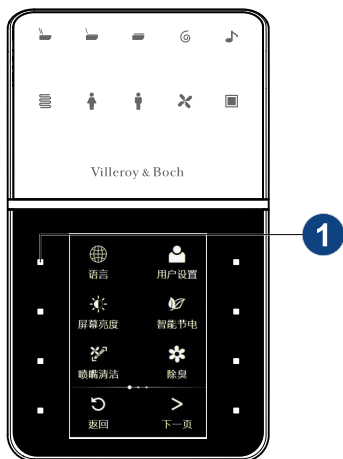 Villeroy & Boch
1
语言 用户设置
屏幕亮度 智能节电
喷嘴清洁 除臭
返回 下一页